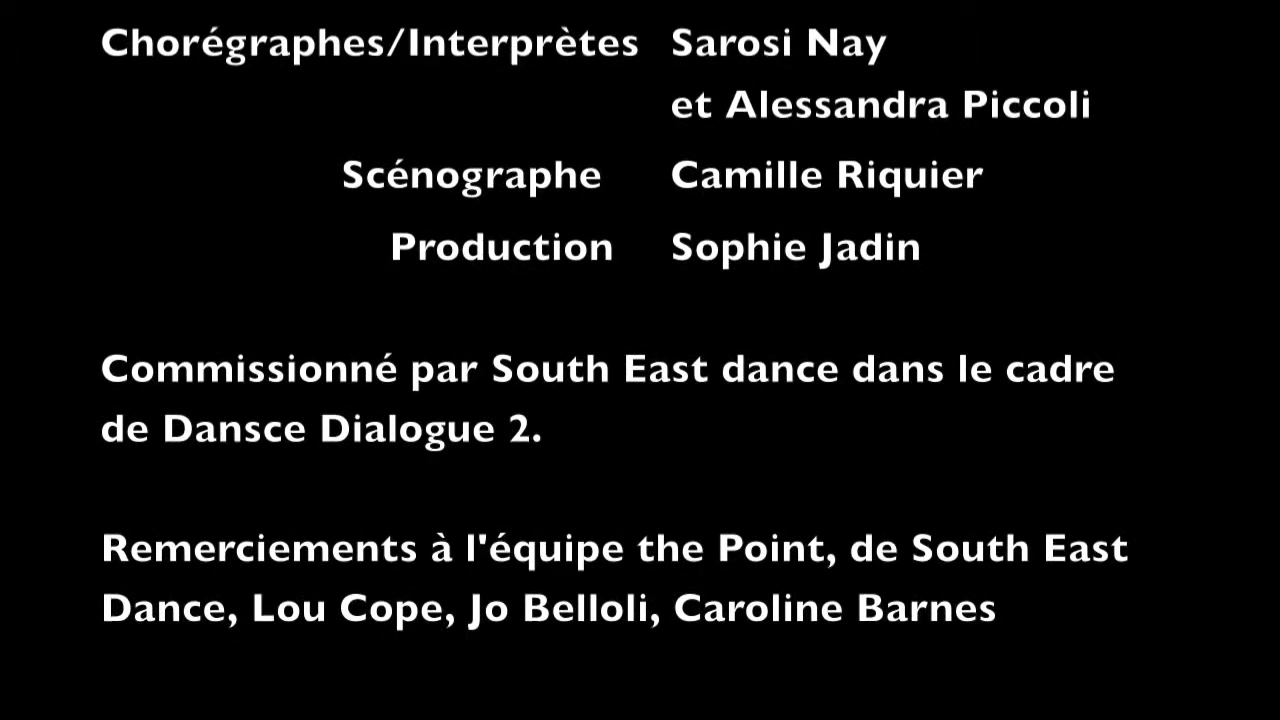 Chorégraphes/Interprètes Sarosi Nay
et Alessandra Piccoli
Scénographe Camille Riquier
Production Sophie Jadin
Commissionné par South East dance dans le cadre
de Dansce Dialogue 2.
Remerciements à l'équipe the Point, de South East
Dance, Lou Cope, Jo Belloli, Caroline Barnes